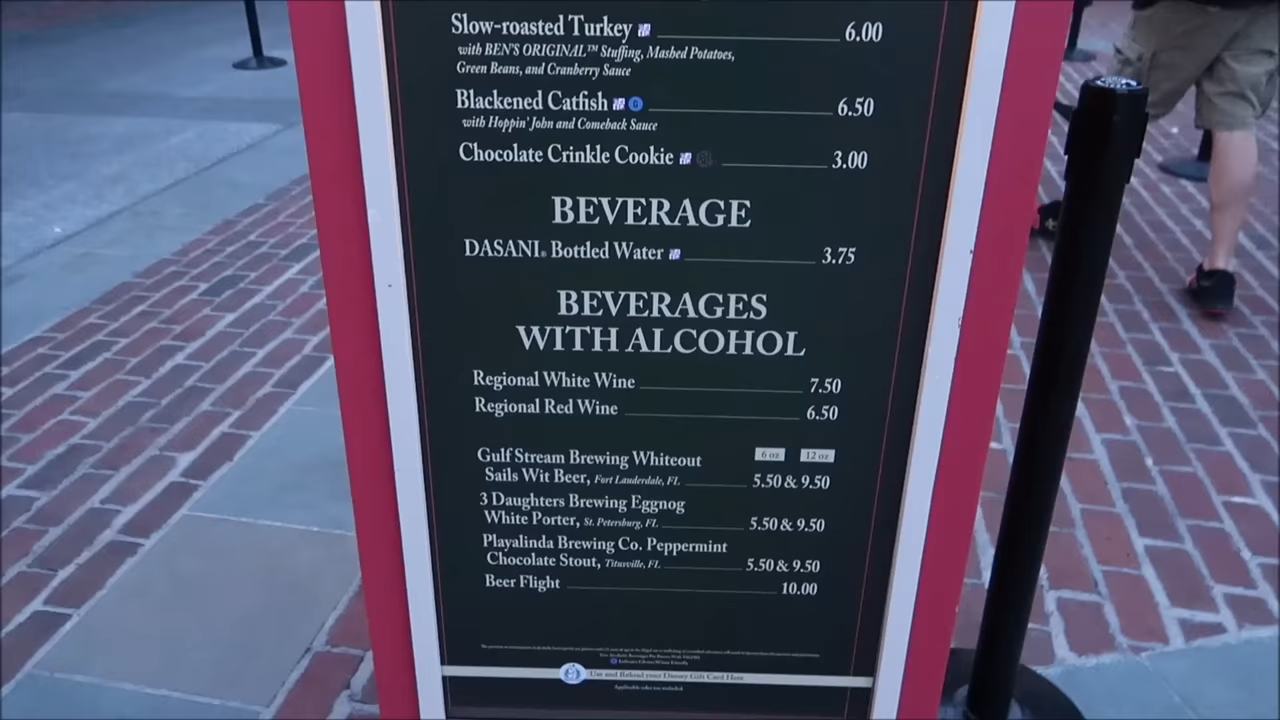 Slow-roasted Turkey 6.00
with BEN'S ORIGINAL™ Stuffing, Mashed Potatoes,
Green Beans, and Cranberry Sauce
Blackened Catfish 6.50
with Hoppin' John and Comeback Sauce
Chocolate Crinkle Cookie 3.00
BEVERAGE
DASANI® Bottled Water 3.75
BEVERAGES
WITH ALCOHOL
Regional White Wine 7.50
Regional Red Wine 6.50
Gulf Stream Brewing Whiteout 6 oz 12 oz
Sails Wit Beer, Fort Lauderdale, FL 5.50 & 9.50
3 Daughters Brewing Eggnog
White Porter, St. Petersburg, FL 5.50 & 9.50
Playalinda Brewing Co. Peppermint
Chocolate Stout, Titusville, FL 5.50 & 9.50
Beer Flight 10.00
Use and Reload your Disney Gift Card Here
Applicable sales tax included